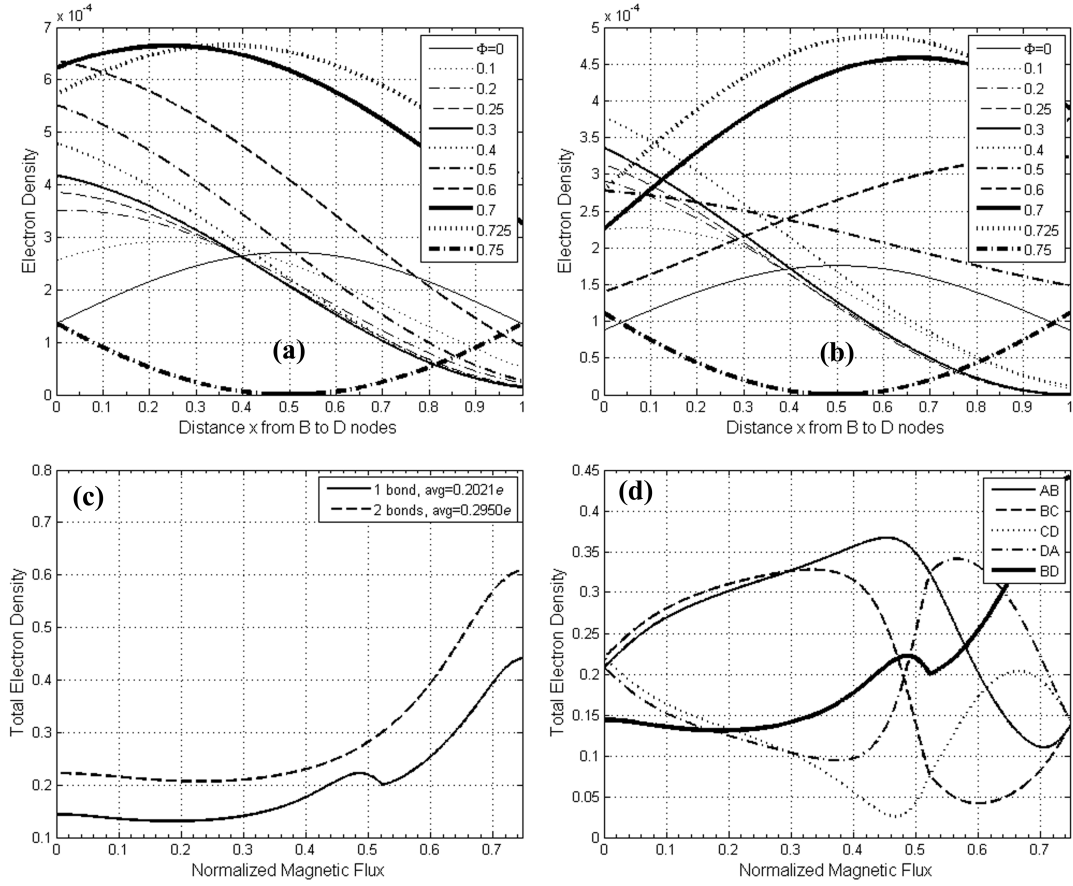 x 10⁻⁴
7
6
5
4
3
2
1
0
Electron Density
0 0.1 0.2 0.3 0.4 0.5 0.6 0.7 0.8 0.9 1
Distance x from B to D nodes
Φ=0
0.1
0.2
0.25
0.3
0.4
0.5
0.6
0.7
0.725
0.75
(a)
x 10⁻⁴
5
4.5
4
3.5
3
2.5
2
1.5
1
0.5
0
Electron Density
0 0.1 0.2 0.3 0.4 0.5 0.6 0.7 0.8 0.9 1
Distance x from B to D nodes
Φ=0
0.1
0.2
0.25
0.3
0.4
0.5
0.6
0.7
0.725
0.75
(b)
0.8
0.7
0.6
0.5
0.4
0.3
0.2
0.1
Total Electron Density
0 0.1 0.2 0.3 0.4 0.5 0.6 0.7
Normalized Magnetic Flux
(c)
1 bond, avg=0.2021e
2 bonds, avg=0.2950e
0.45
0.4
0.35
0.3
0.25
0.2
0.15
0.1
0.05
0
Total Electron Density
0 0.1 0.2 0.3 0.4 0.5 0.6 0.7
Normalized Magnetic Flux
(d)
AB
BC
CD
DA
BD